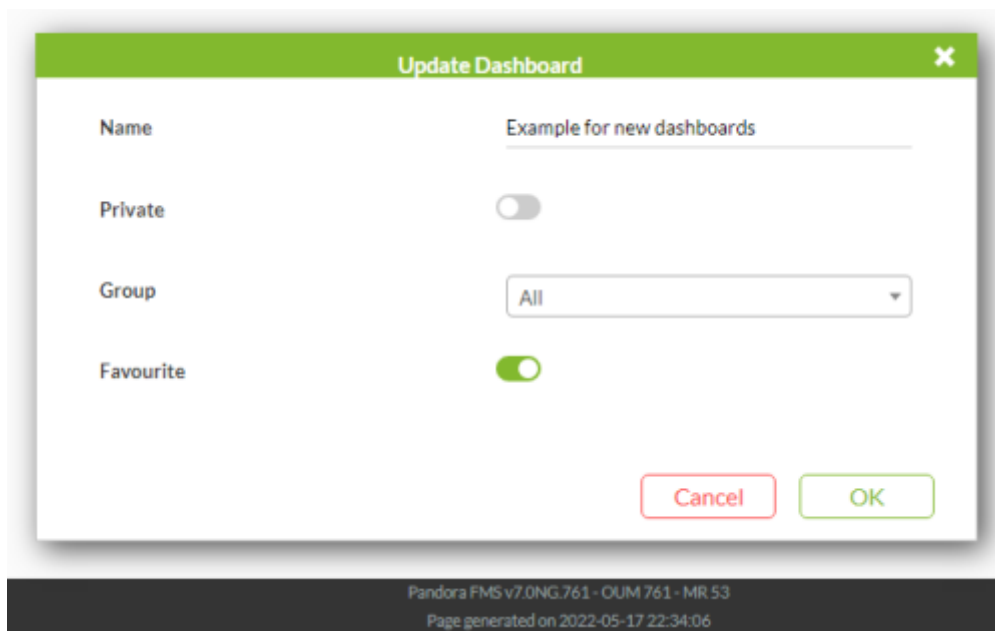 Update Dashboard
Name
Example for new dashboards
Private
Group
All
Favourite
Cancel
OK
Pandora FMS v7.0NG.761 - OUM 761 - MR 53
Page generated on 2022-05-17 22:34:06